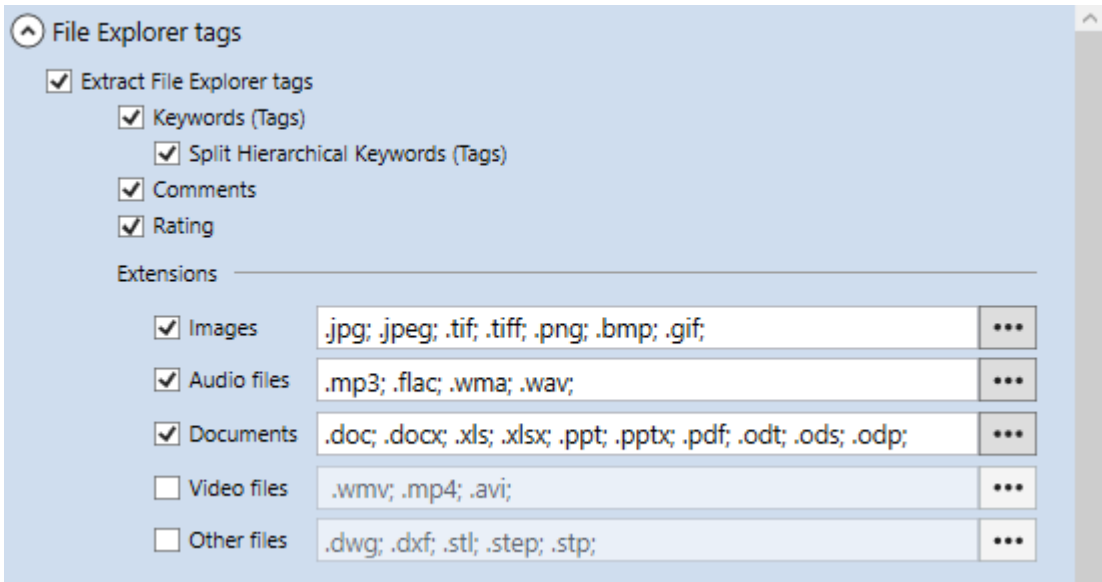 File Explorer tags
Extract File Explorer tags
Keywords (Tags)
Split Hierarchical Keywords (Tags)
Comments
Rating
Extensions
Images .jpg; .jpeg; .tif; .tiff; .png; .bmp; .gif;
Audio files .mp3; .flac; .wma; .wav;
Documents .doc; .docx; .xls; .xlsx; .ppt; .pptx; .pdf; .odt; .ods; .odp;
Video files .wmv; .mp4; .avi;
Other files .dwg; .dxf; .stl; .step; .stp;